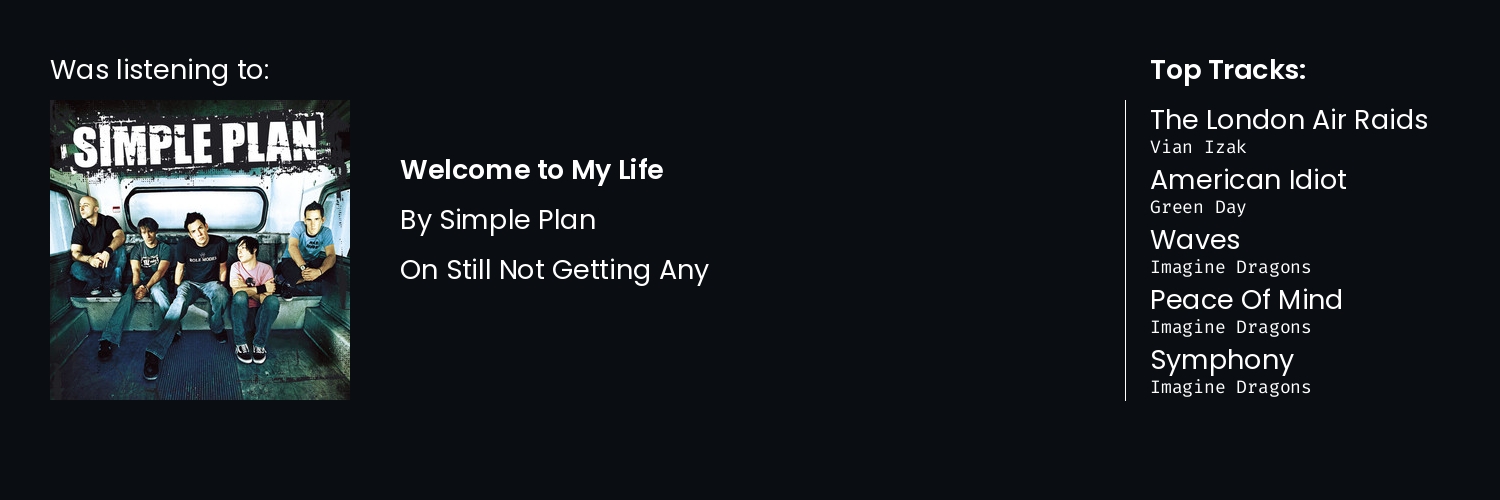 Was listening to:
SIMPLE PLAN
Welcome to My Life
By Simple Plan
On Still Not Getting Any
Top Tracks:
The London Air Raids
Vian Izak
American Idiot
Green Day
Waves
Imagine Dragons
Peace Of Mind
Imagine Dragons
Symphony
Imagine Dragons